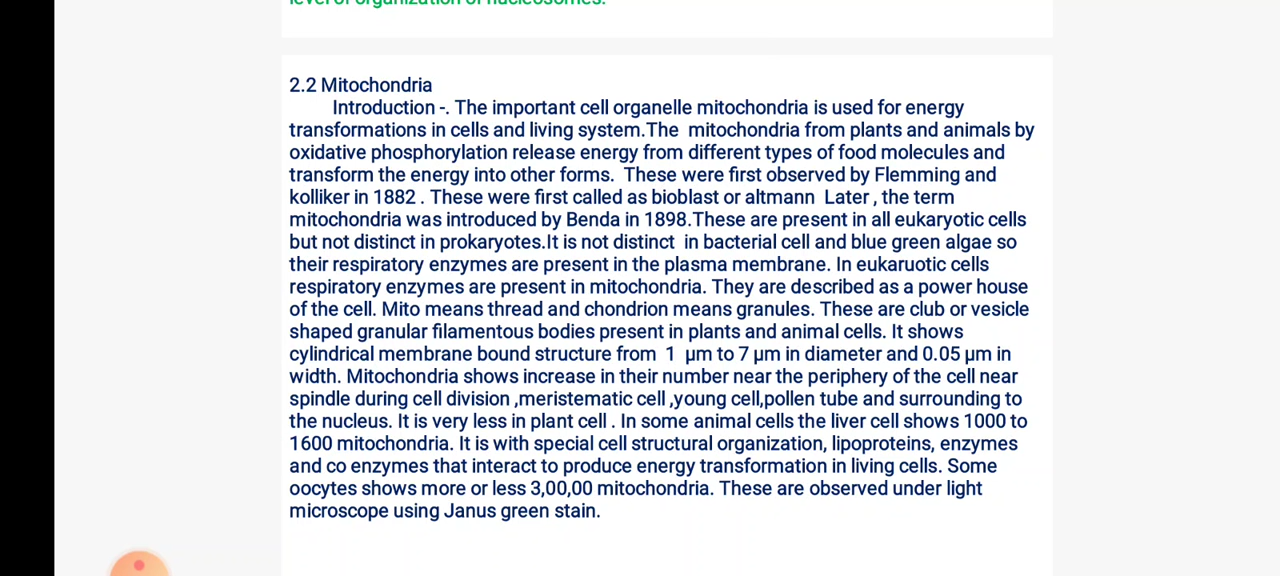 level of organization of nucleosomes.
2.2 Mitochondria
Introduction -. The important cell organelle mitochondria is used for energy
transformations in cells and living system.The mitochondria from plants and animals by
oxidative phosphorylation release energy from different types of food molecules and
transform the energy into other forms. These were first observed by Flemming and
kolliker in 1882 . These were first called as bioblast or altmann Later , the term
mitochondria was introduced by Benda in 1898.These are present in all eukaryotic cells
but not distinct in prokaryotes.It is not distinct in bacterial cell and blue green algae so
their respiratory enzymes are present in the plasma membrane. In eukaruotic cells
respiratory enzymes are present in mitochondria. They are described as a power house
of the cell. Mito means thread and chondrion means granules. These are club or vesicle
shaped granular filamentous bodies present in plants and animal cells. It shows
cylindrical membrane bound structure from 1 µm to 7 µm in diameter and 0.05 µm in
width. Mitochondria shows increase in their number near the periphery of the cell near
spindle during cell division ,meristematic cell ,young cell,pollen tube and surrounding to
the nucleus. It is very less in plant cell . In some animal cells the liver cell shows 1000 to
1600 mitochondria. It is with special cell structural organization, lipoproteins, enzymes
and co enzymes that interact to produce energy transformation in living cells. Some
oocytes shows more or less 3,00,00 mitochondria. These are observed under light
microscope using Janus green stain.